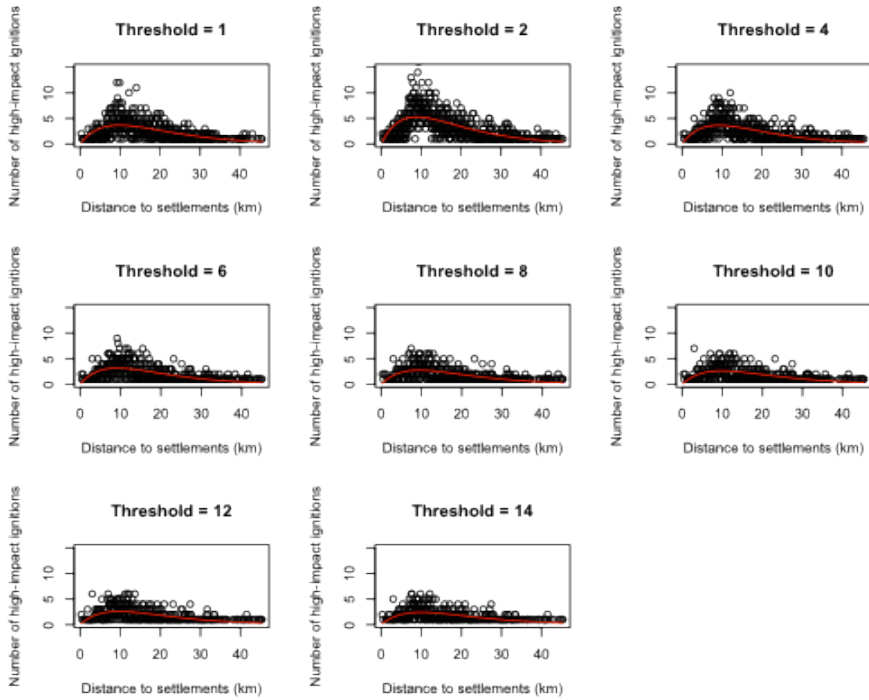 Threshold = 1
Number of high-impact ignitions
0 5 10
0 10 20 30 40
Distance to settlements (km)
Threshold = 2
Number of high-impact ignitions
0 5 10
0 10 20 30 40
Distance to settlements (km)
Threshold = 4
Number of high-impact ignitions
0 5 10
0 10 20 30 40
Distance to settlements (km)
Threshold = 6
Number of high-impact ignitions
0 5 10
0 10 20 30 40
Distance to settlements (km)
Threshold = 8
Number of high-impact ignitions
0 5 10
0 10 20 30 40
Distance to settlements (km)
Threshold = 10
Number of high-impact ignitions
0 5 10
0 10 20 30 40
Distance to settlements (km)
Threshold = 12
Number of high-impact ignitions
0 5 10
0 10 20 30 40
Distance to settlements (km)
Threshold = 14
Number of high-impact ignitions
0 5 10
0 10 20 30 40
Distance to settlements (km)